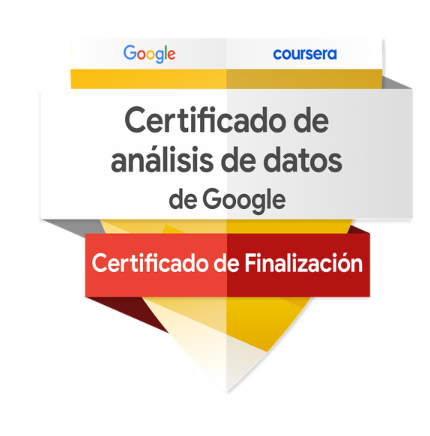 Google coursera
Certificado de
análisis de datos
de Google
Certificado de Finalización